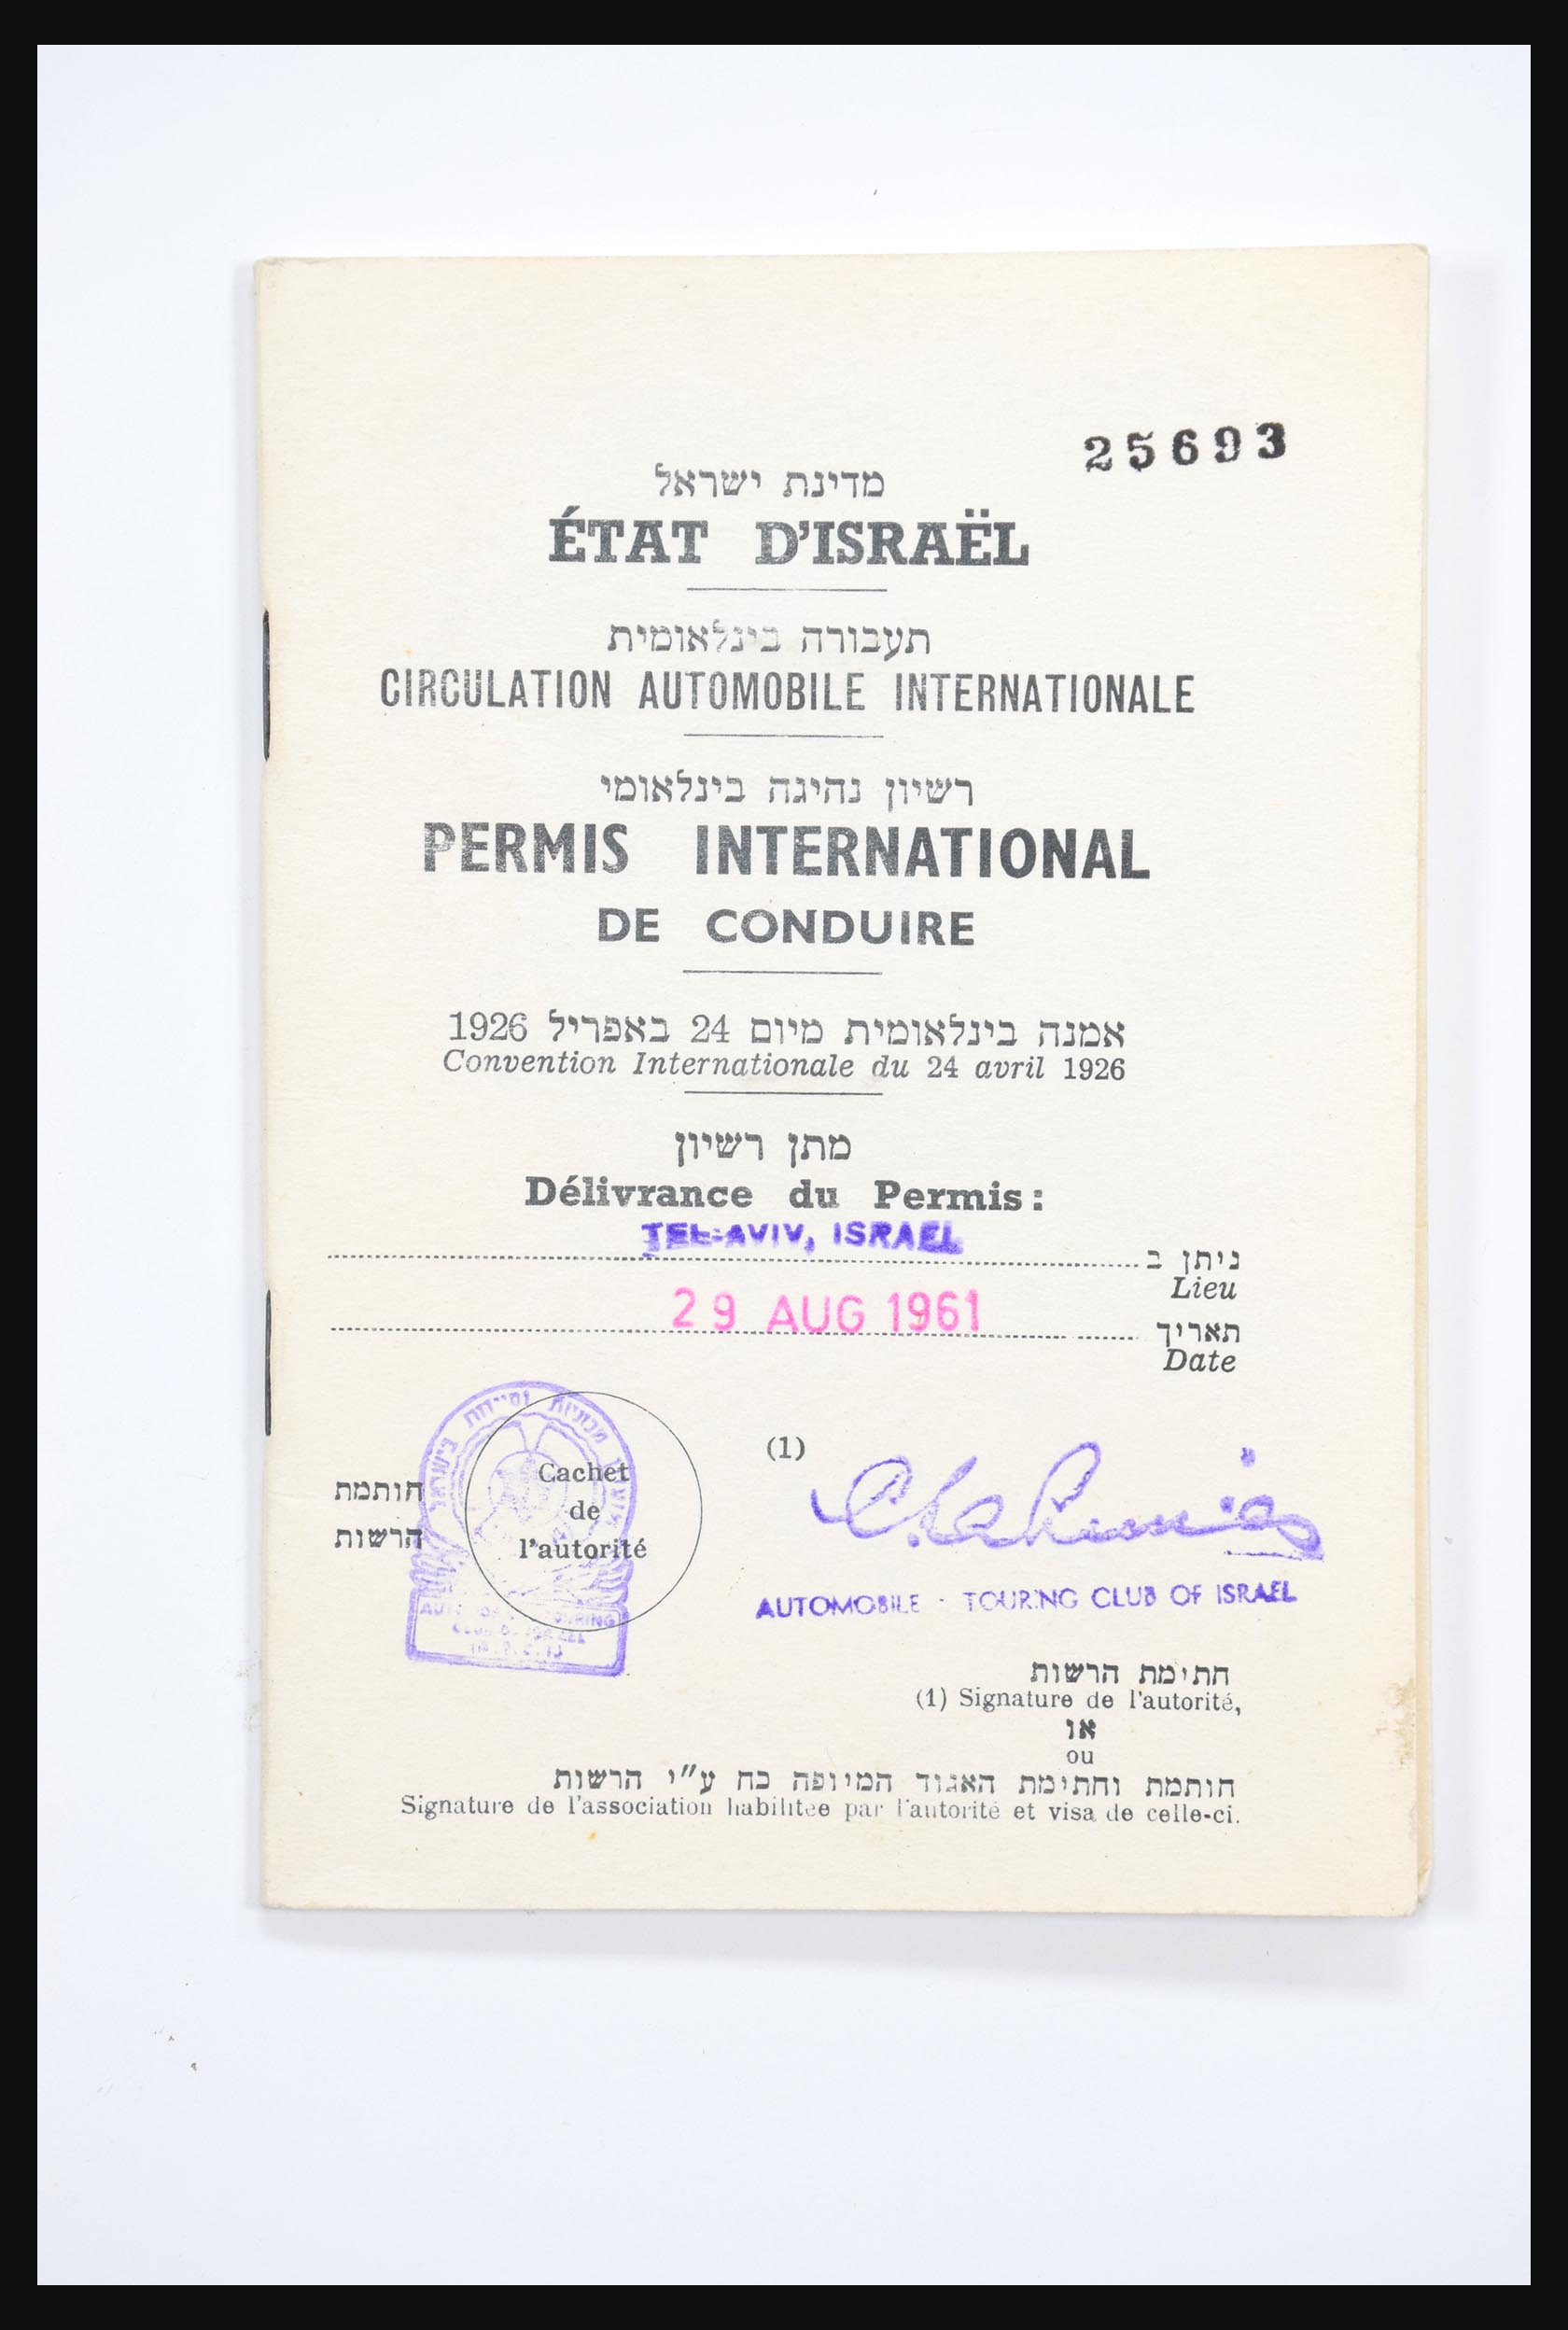 25693
מדינת ישראל
ÉTAT D'ISRAËL
תעבורה בינלאומית
CIRCULATION AUTOMOBILE INTERNATIONALE
רשיון נהיגה בינלאומי
PERMIS INTERNATIONAL
DE CONDUIRE
אמנה בינלאומית מיום 24 באפריל 1926
Convention Internationale du 24 avril 1926
מתן רשיון
Délivrance du Permis:
TEL-AVIV, ISRAEL
ניתן ב
Lieu
29 AUG 1961
תאריך
Date
חותמת
הרשות
Cachet
de
l'autorité
(1)
AUTOMOBILE - TOURING CLUB OF ISRAEL
חתימת הרשות
(1) Signature de l'autorité,
או
ou
חותמת וחתימת האגוד המיופה כח ע"י הרשות
Signature de l'association habilitée par l'autorité et visa de celle-ci.